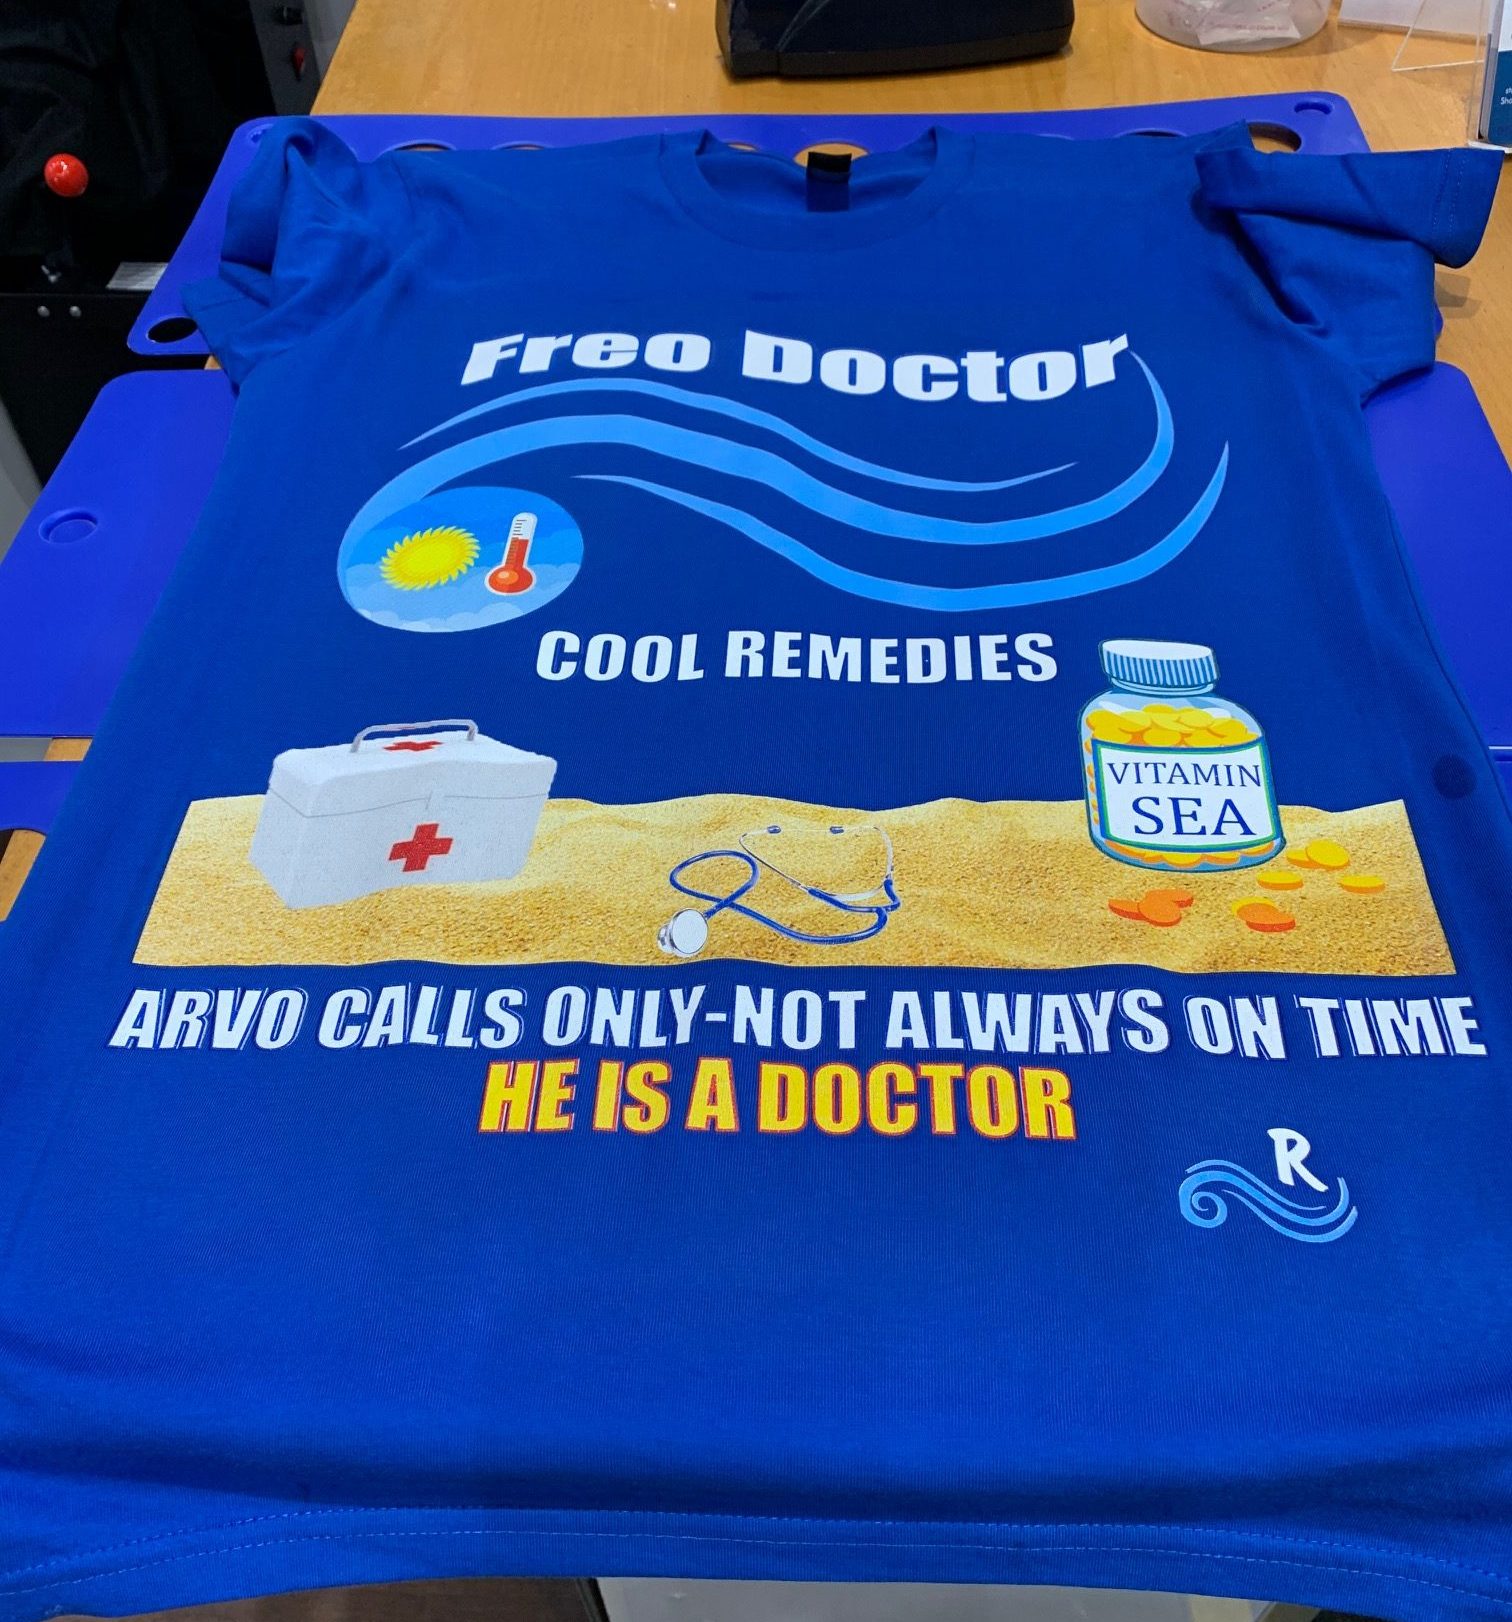 Freo Doctor
COOL REMEDIES
VITAMIN
SEA
ARVO CALLS ONLY-NOT ALWAYS ON TIME
HE IS A DOCTOR
R